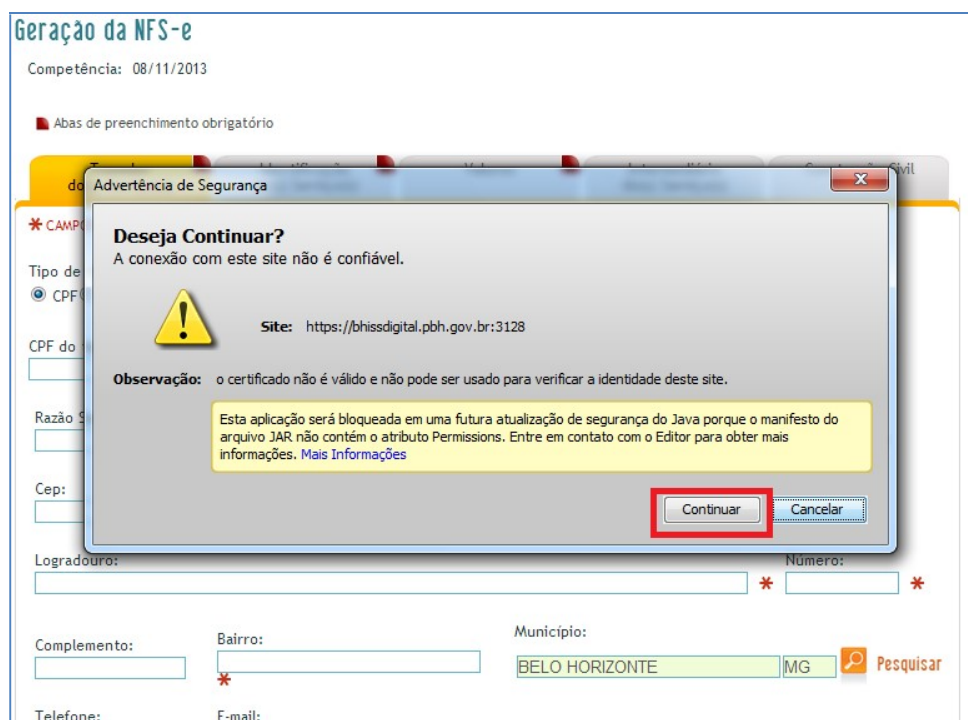 Geração da NFS-e
Competência: 08/11/2013
Abas de preenchimento obrigatório
do
Civil
Advertência de Segurança
CAMPO
Deseja Continuar?
A conexão com este site não é confiável.
Tipo de
CPF
Site: https://bhissdigital.pbh.gov.br:3128
CPF do
Observação: o certificado não é válido e não pode ser usado para verificar a identidade deste site.
Razão S
Esta aplicação será bloqueada em uma futura atualização de segurança do Java porque o manifesto do
arquivo JAR não contém o atributo Permissions. Entre em contato com o Editor para obter mais
informações. Mais Informações
Cep:
Continuar Cancelar
Logradouro: Número:
Complemento: Bairro: Município:
BELO HORIZONTE MG Pesquisar
Telefone: E-mail: